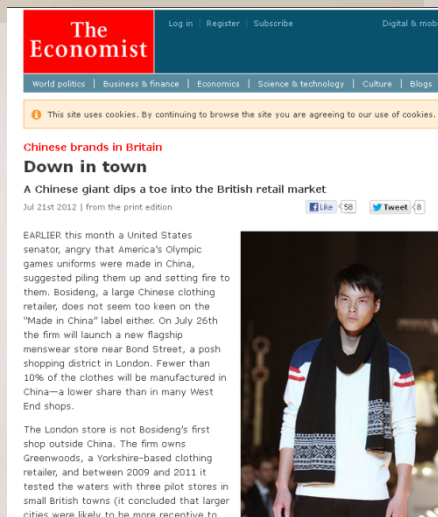 The
Economist
Log in | Register | Subscribe
Digital & mob
World politics | Business & finance | Economics | Science & technology | Culture | Blogs
This site uses cookies. By continuing to browse the site you are agreeing to our use of cookies.
Chinese brands in Britain
Down in town
A Chinese giant dips a toe into the British retail market
Jul 21st 2012 | from the print edition
Like 58 Tweet 8
EARLIER this month a United States
senator, angry that America's Olympic
games uniforms were made in China,
suggested piling them up and setting fire to
them. Bosideng, a large Chinese clothing
retailer, does not seem too keen on the
"Made in China" label either. On July 26th
the firm will launch a new flagship
menswear store near Bond Street, a posh
shopping district in London. Fewer than
10% of the clothes will be manufactured in
China—a lower share than in many West
End shops.
The London store is not Bosideng's first
shop outside China. The firm owns
Greenwoods, a Yorkshire-based clothing
retailer, and between 2009 and 2011 it
tested the waters with three pilot stores in
small British towns (it concluded that larger
cities were likely to be more receptive to